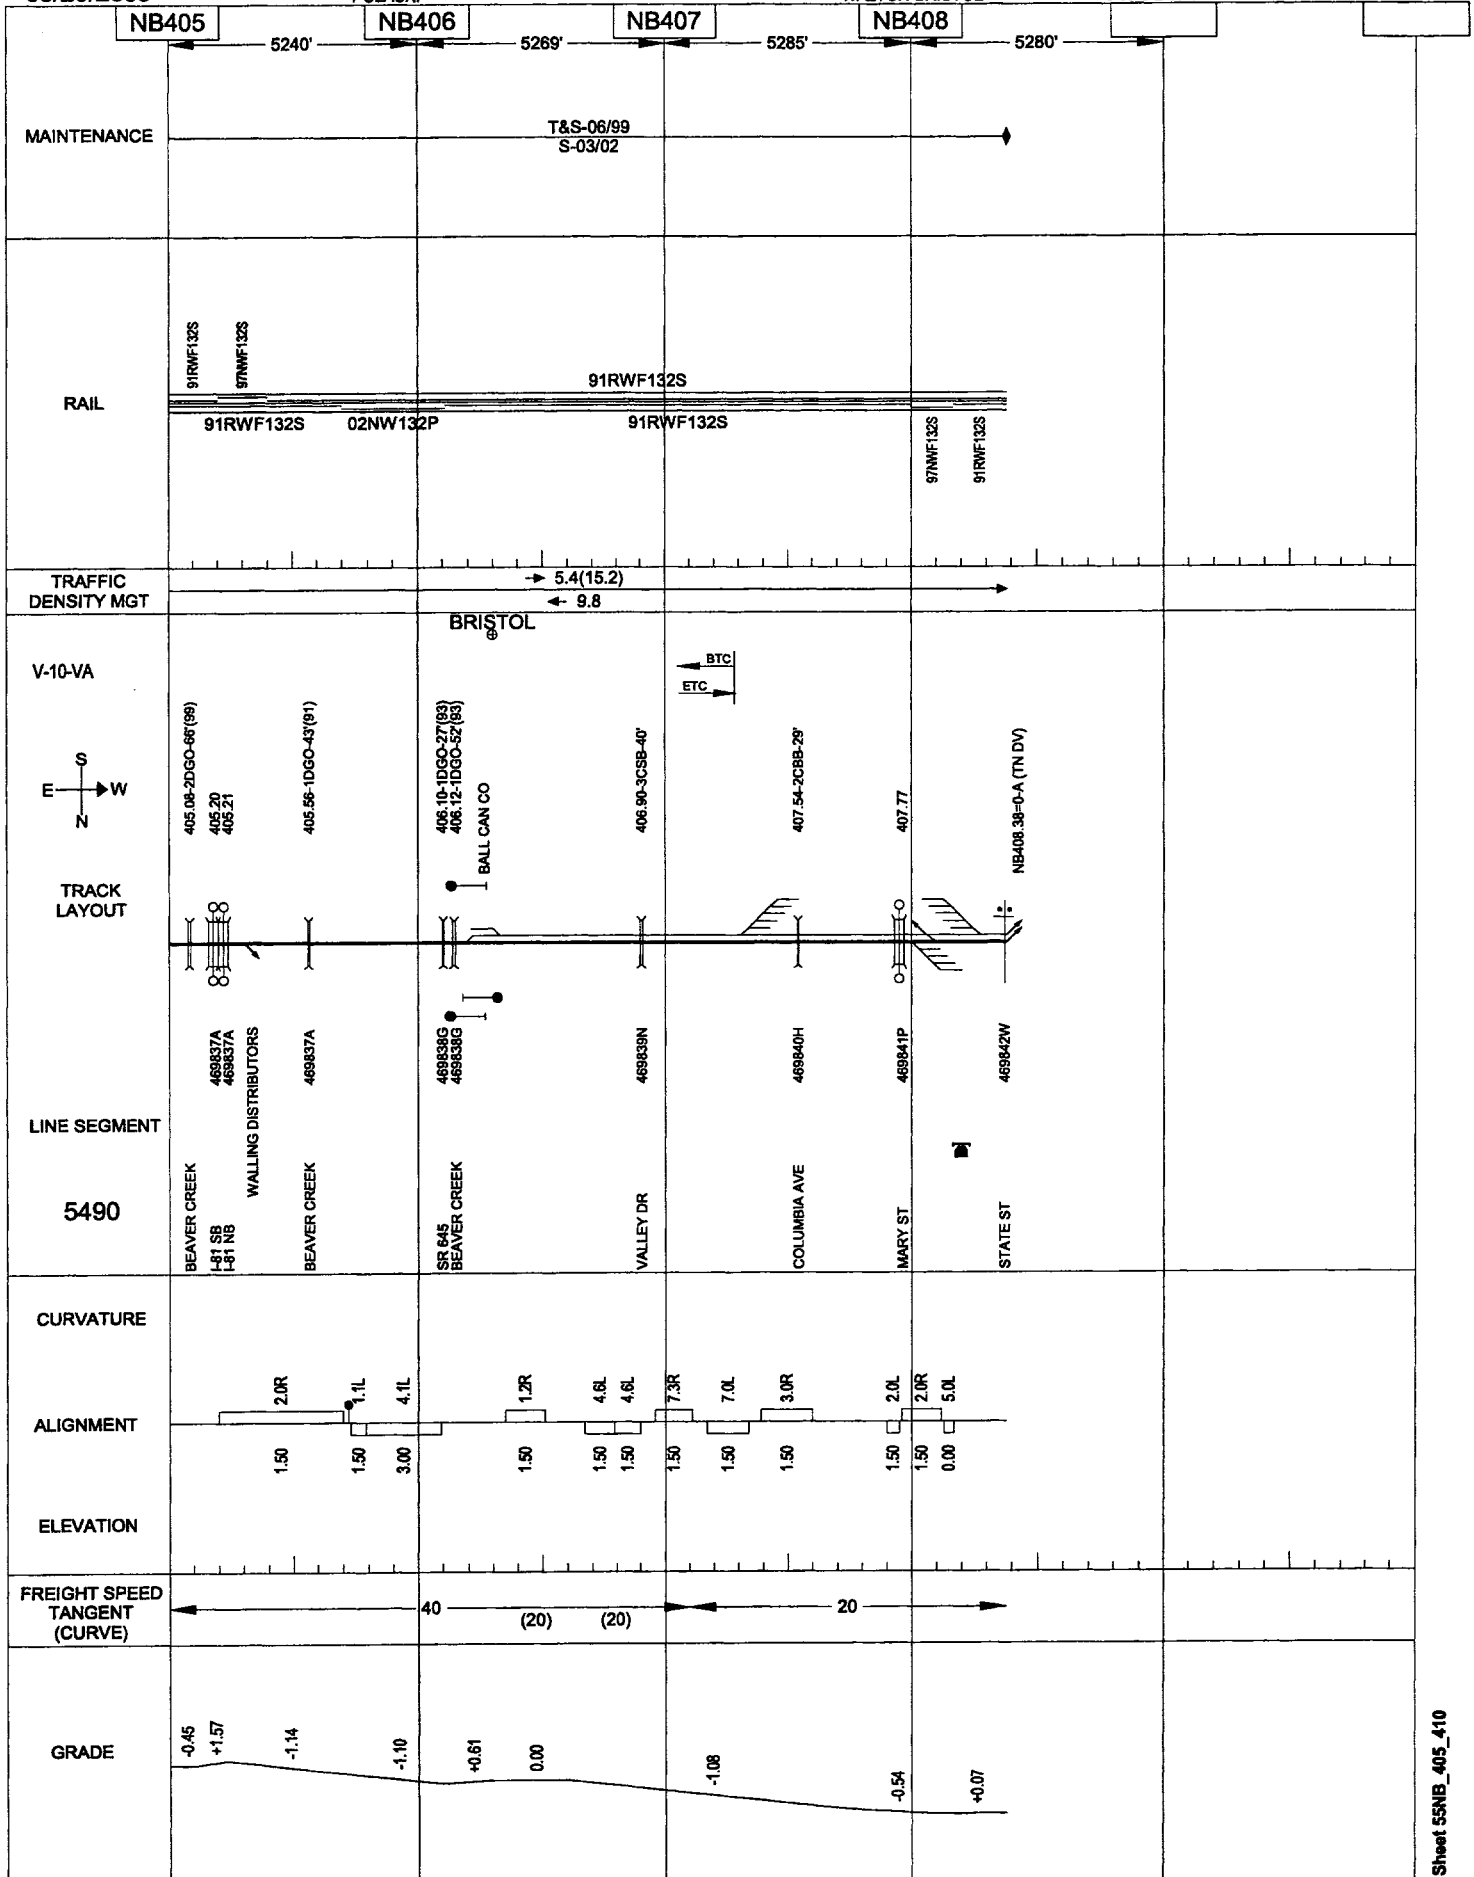 NB405 NB406 NB407 NB408
5240' 5269' 5285' 5280'
MAINTENANCE
T&S-06/99
S-03/02
RAIL
91RWF132S
97NWF132S
91RWF132S
91RWF132S
02NW132P
91RWF132S
97NWF132S
91RWF132S
TRAFFIC
DENSITY MGT
5.4(15.2)
9.8
BRISTOL
V-10-VA
BTC
ETC
S
E W
N
405.08-2DGO-66'(99)
405.20
405.21
405.56-1DGO-43'(91)
406.10-1DGO-27'(93)
406.12-1DGO-52'(93)
BALL CAN CO
406.90-3CSB-40'
407.54-2CBB-29'
407.77
NB408.38=0-A (TN DV)
TRACK
LAYOUT
469837A
469837A
WALLING DISTRIBUTORS
469837A
469838G
469838G
469839N
469840H
469841P
469842W
LINE SEGMENT
5490
BEAVER CREEK
I-81 SB
I-81 NB
BEAVER CREEK
SR 645
BEAVER CREEK
VALLEY DR
COLUMBIA AVE
MARY ST
STATE ST
CURVATURE
2.0R 1.1L 4.1L 1.2R 4.6L 4.6L 7.3R 7.0L 3.0R 2.0L 2.0R 5.0L
ALIGNMENT
1.50 1.50 3.00 1.50 1.50 1.50 1.50 1.50 1.50 1.50 1.50 0.00
ELEVATION
FREIGHT SPEED
TANGENT
(CURVE)
40 20
(20) (20)
GRADE
-0.45 +1.57 -1.14 -1.10 +0.61 0.00 -1.08 -0.54 +0.07
Sheet 55NB_405_410